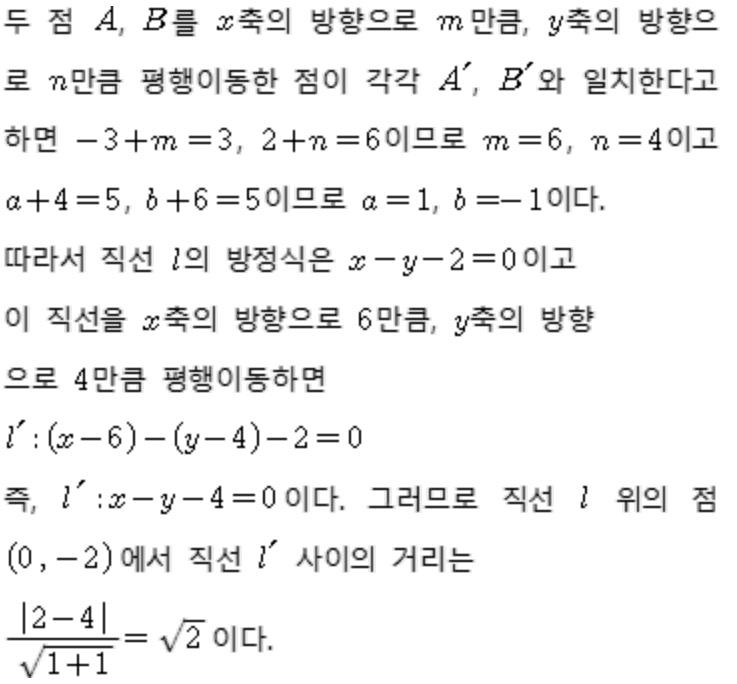 두 점 A, B를 x축의 방향으로 m만큼, y축의 방향으
로 n만큼 평행이동한 점이 각각 A′, B′와 일치한다고
하면 −3+m=3, 2+n=6이므로 m=6, n=4이고
a+4=5, b+6=5이므로 a=1, b=−1이다.
따라서 직선 l의 방정식은 x−y−2=0이고
이 직선을 x축의 방향으로 6만큼, y축의 방향
으로 4만큼 평행이동하면
l′:(x−6)−(y−4)−2=0
즉, l′:x−y−4=0이다. 그러므로 직선 l 위의 점
(0,−2)에서 직선 l′ 사이의 거리는
|2−4|/√(1+1) = √2 이다.